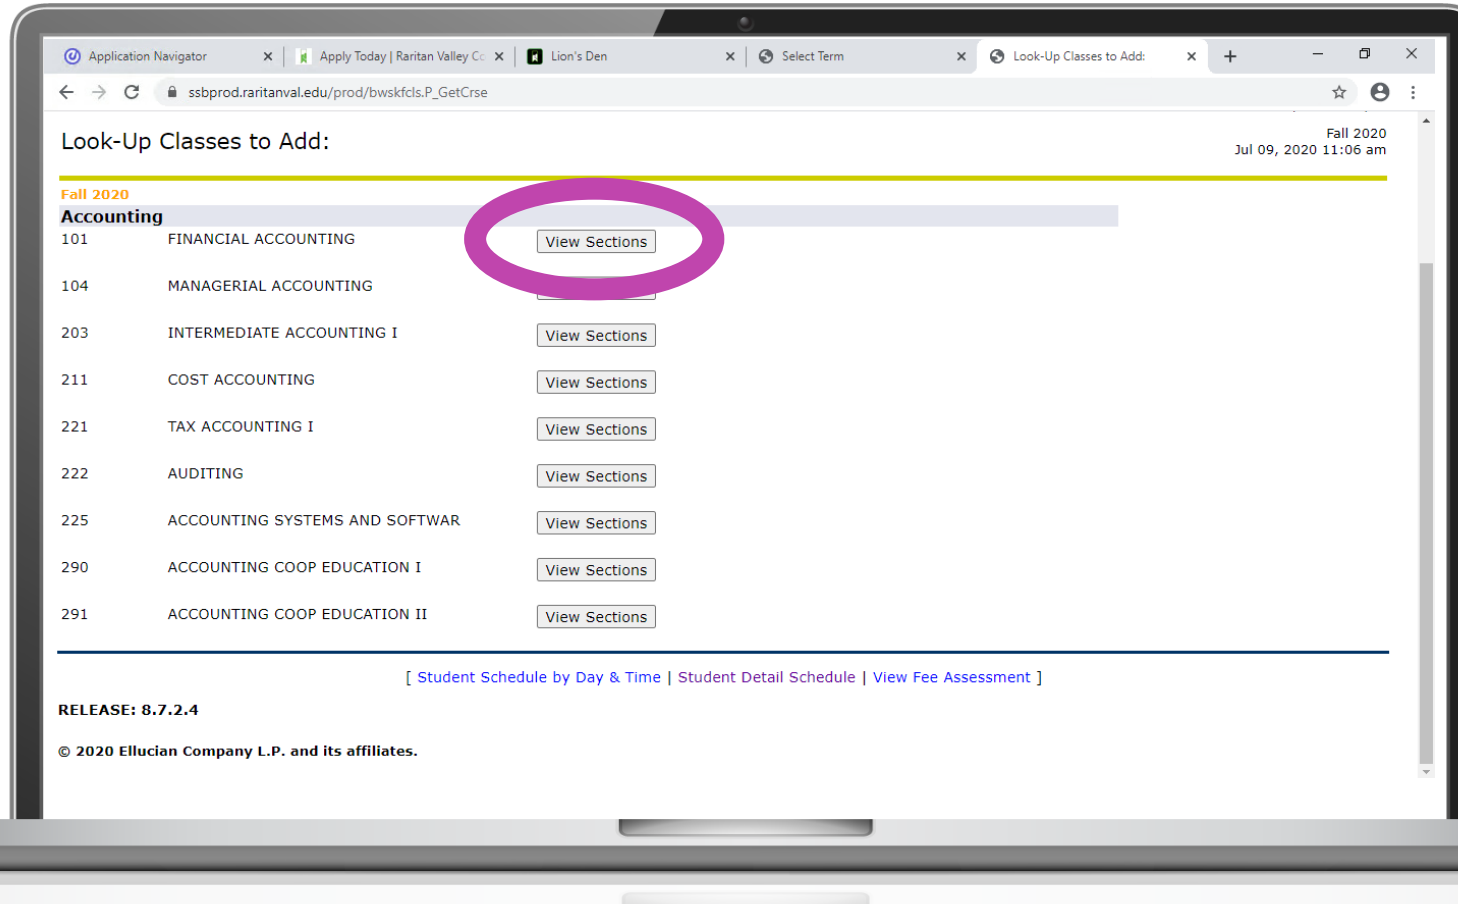 Application Navigator
Apply Today | Raritan Valley Co
Lion's Den
Select Term
Look-Up Classes to Add:
ssbprod.raritanval.edu/prod/bwskfcls.P_GetCrse
Look-Up Classes to Add:
Fall 2020
Jul 09, 2020 11:06 am
Fall 2020
Accounting
101 FINANCIAL ACCOUNTING View Sections
104 MANAGERIAL ACCOUNTING
203 INTERMEDIATE ACCOUNTING I View Sections
211 COST ACCOUNTING View Sections
221 TAX ACCOUNTING I View Sections
222 AUDITING View Sections
225 ACCOUNTING SYSTEMS AND SOFTWAR View Sections
290 ACCOUNTING COOP EDUCATION I View Sections
291 ACCOUNTING COOP EDUCATION II View Sections
[ Student Schedule by Day & Time | Student Detail Schedule | View Fee Assessment ]
RELEASE: 8.7.2.4
© 2020 Ellucian Company L.P. and its affiliates.